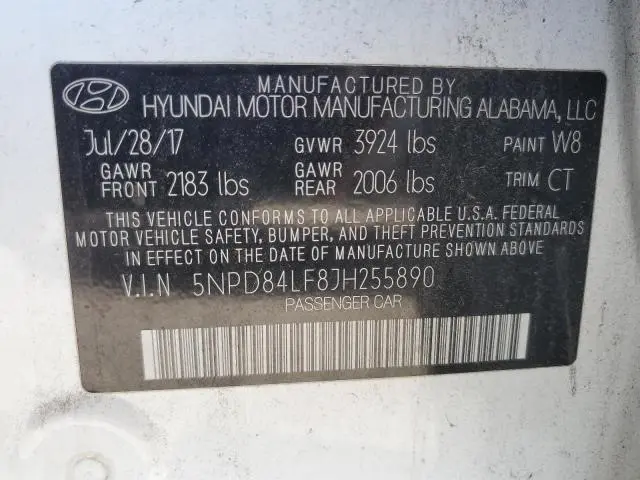 MANUFACTURED BY
HYUNDAI MOTOR MANUFACTURING ALABAMA, LLC
Jul/28/17 GVWR 3924 lbs PAINT W8
GAWR FRONT 2183 lbs GAWR REAR 2006 lbs TRIM CT
THIS VEHICLE CONFORMS TO ALL APPLICABLE U.S.A. FEDERAL
MOTOR VEHICLE SAFETY, BUMPER, AND THEFT PREVENTION STANDARDS
IN EFFECT ON THE DATE OF MANUFACTURE SHOWN ABOVE.
V.I.N 5NPD84LF8JH255890
PASSENGER CAR